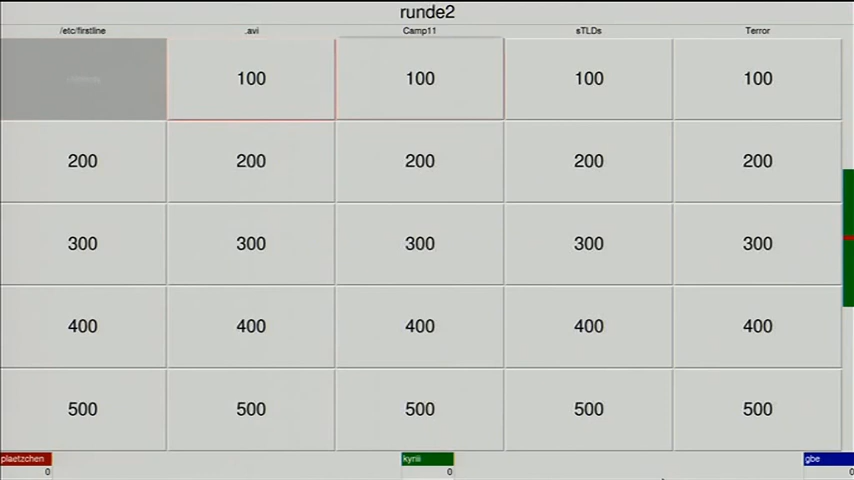 runde2
/etc/firstline .avi Camp11 sTLDs Terror
100 100 100 100
200 200 200 200 200
300 300 300 300 300
400 400 400 400 400
500 500 500 500 500
plaetzchen kyriii gbe
0 0 0